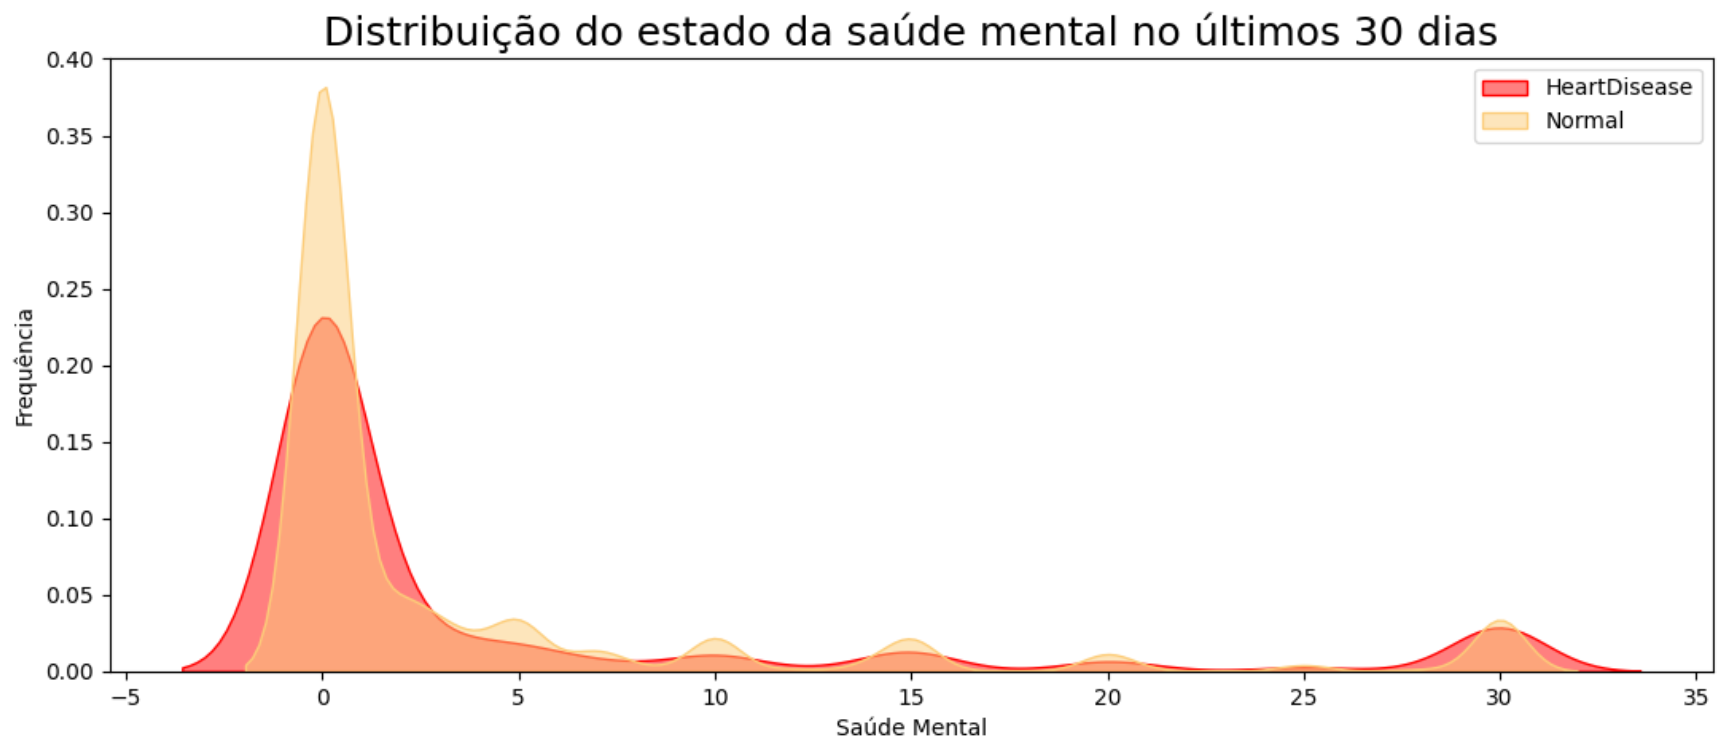 Distribuição do estado da saúde mental no últimos 30 dias
HeartDisease
Normal
0.40
0.35
0.30
0.25
0.20
0.15
0.10
0.05
0.00
Frequência
−5 0 5 10 15 20 25 30 35
Saúde Mental